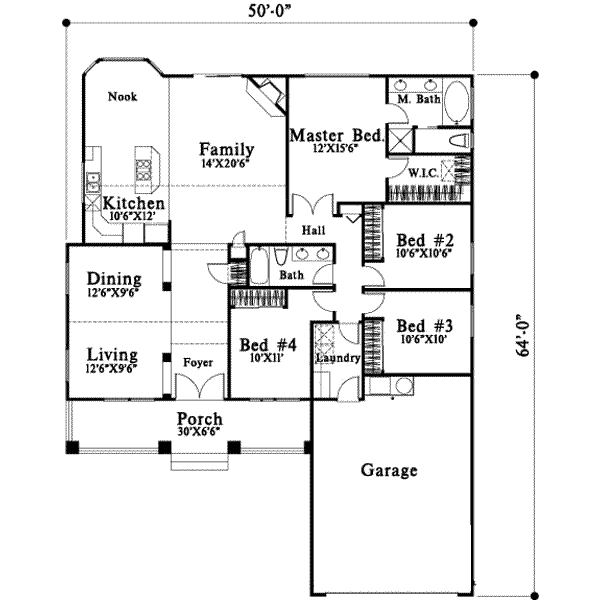 50'-0"
Nook
M. Bath
Family
14'X20'6"
Master Bed.
12'X15'6"
W.I.C.
Kitchen
10'6"X12'
Hall
Bed #2
10'6"X10'6"
Dining
12'6"X9'6"
Bath
64'-0"
Bed #3
10'6"X10'
Living
12'6"X9'6"
Foyer
Bed #4
10'X11'
Laundry
Porch
30'X6'6"
Garage